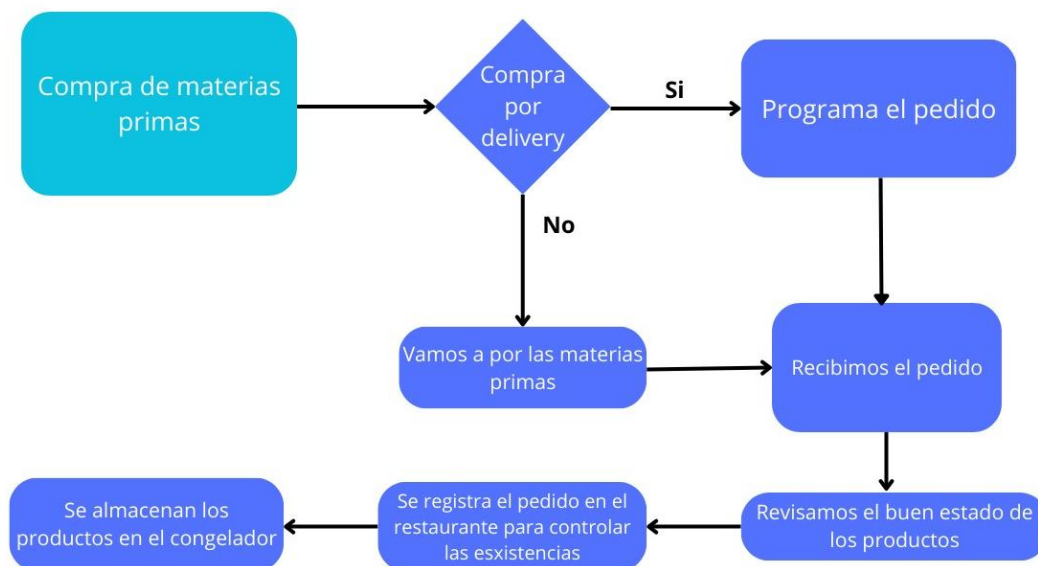 Compra de materias
primas
Compra
por
delivery
Si
Programa el pedido
No
Vamos a por las materias
primas
Recibimos el pedido
Revisamos el buen estado de
los productos
Se registra el pedido en el
restaurante para controlar
las esxistencias
Se almacenan los
productos en el congelador